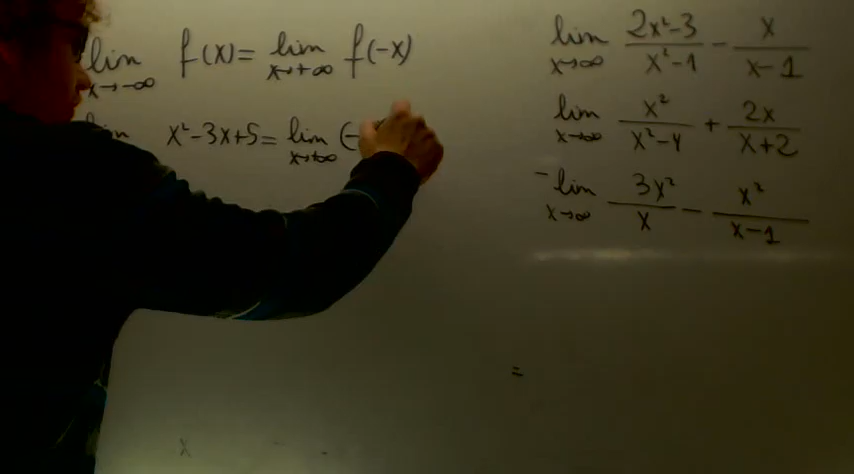 lim x→-∞ f(x) = lim x→+∞ f(-x)
x²-3x+5 = lim x→+∞ (-
lim x→∞ (2x²-3)/(x²-1) - x/(x-1)
lim x→∞ x²/(x²-4) + 2x/(x+2)
-lim x→∞ 3x²/x - x²/(x-1)
=
x